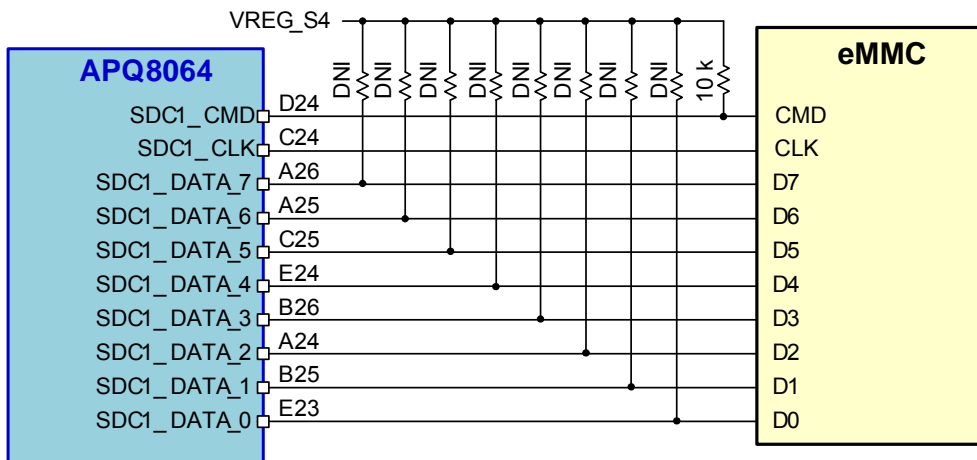 VREG_S4
APQ8064
eMMC
DNI DNI DNI DNI DNI DNI DNI DNI 10 k
SDC1_CMD D24 CMD
SDC1_CLK C24 CLK
SDC1_DATA_7 A26 D7
SDC1_DATA_6 A25 D6
SDC1_DATA_5 C25 D5
SDC1_DATA_4 E24 D4
SDC1_DATA_3 B26 D3
SDC1_DATA_2 A24 D2
SDC1_DATA_1 B25 D1
SDC1_DATA_0 E23 D0